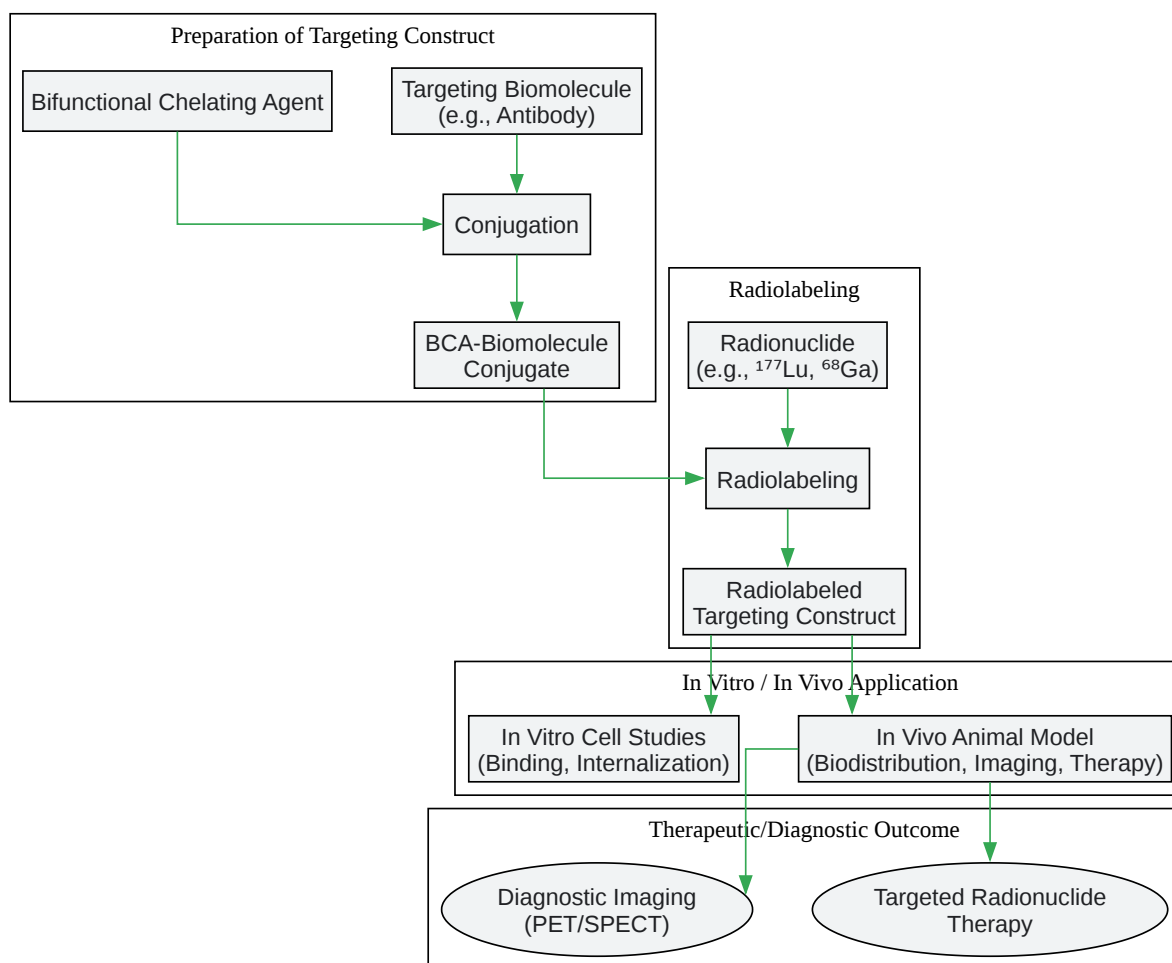 Preparation of Targeting Construct
Bifunctional Chelating Agent
Targeting Biomolecule
(e.g., Antibody)
Conjugation
BCA-Biomolecule
Conjugate
Radiolabeling
Radionuclide
(e.g., ¹⁷⁷Lu, ⁶⁸Ga)
Radiolabeling
Radiolabeled
Targeting Construct
In Vitro / In Vivo Application
In Vitro Cell Studies
(Binding, Internalization)
In Vivo Animal Model
(Biodistribution, Imaging, Therapy)
Therapeutic/Diagnostic Outcome
Diagnostic Imaging
(PET/SPECT)
Targeted Radionuclide
Therapy